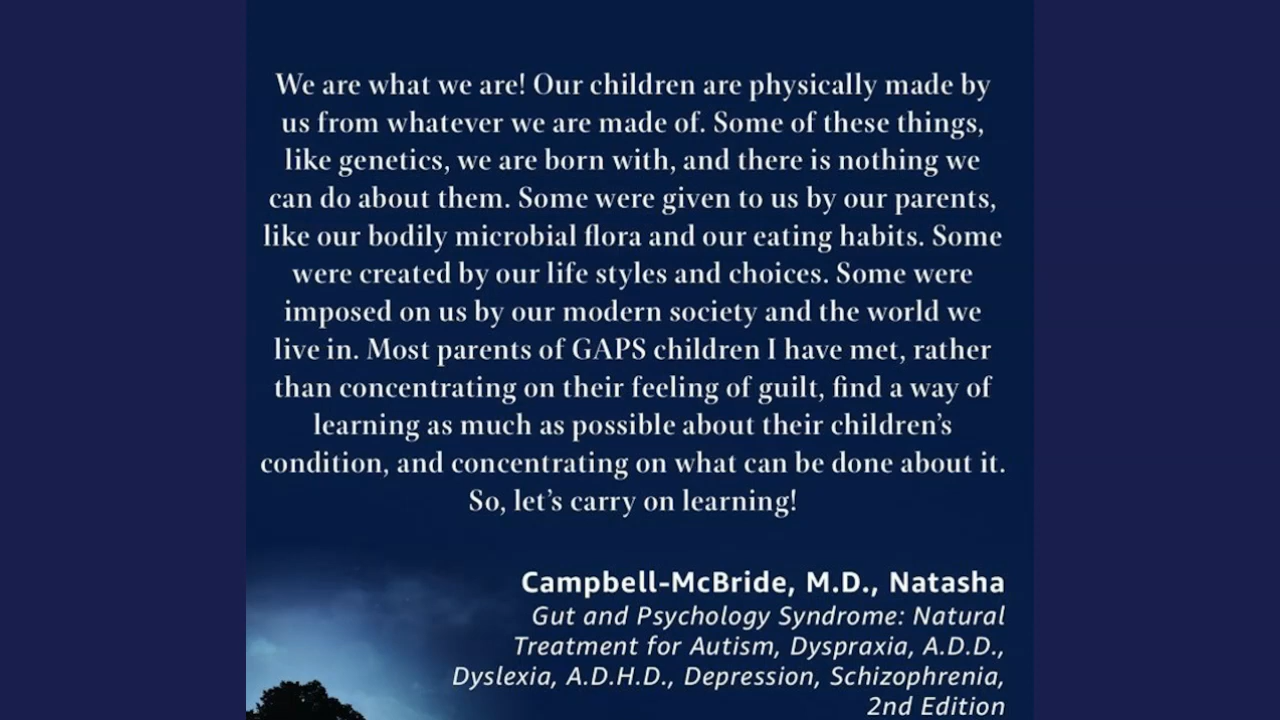 We are what we are! Our children are physically made by
us from whatever we are made of. Some of these things,
like genetics, we are born with, and there is nothing we
can do about them. Some were given to us by our parents,
like our bodily microbial flora and our eating habits. Some
were created by our life styles and choices. Some were
imposed on us by our modern society and the world we
live in. Most parents of GAPS children I have met, rather
than concentrating on their feeling of guilt, find a way of
learning as much as possible about their children’s
condition, and concentrating on what can be done about it.
So, let’s carry on learning!
Campbell-McBride, M.D., Natasha
Gut and Psychology Syndrome: Natural
Treatment for Autism, Dyspraxia, A.D.D.,
Dyslexia, A.D.H.D., Depression, Schizophrenia,
2nd Edition